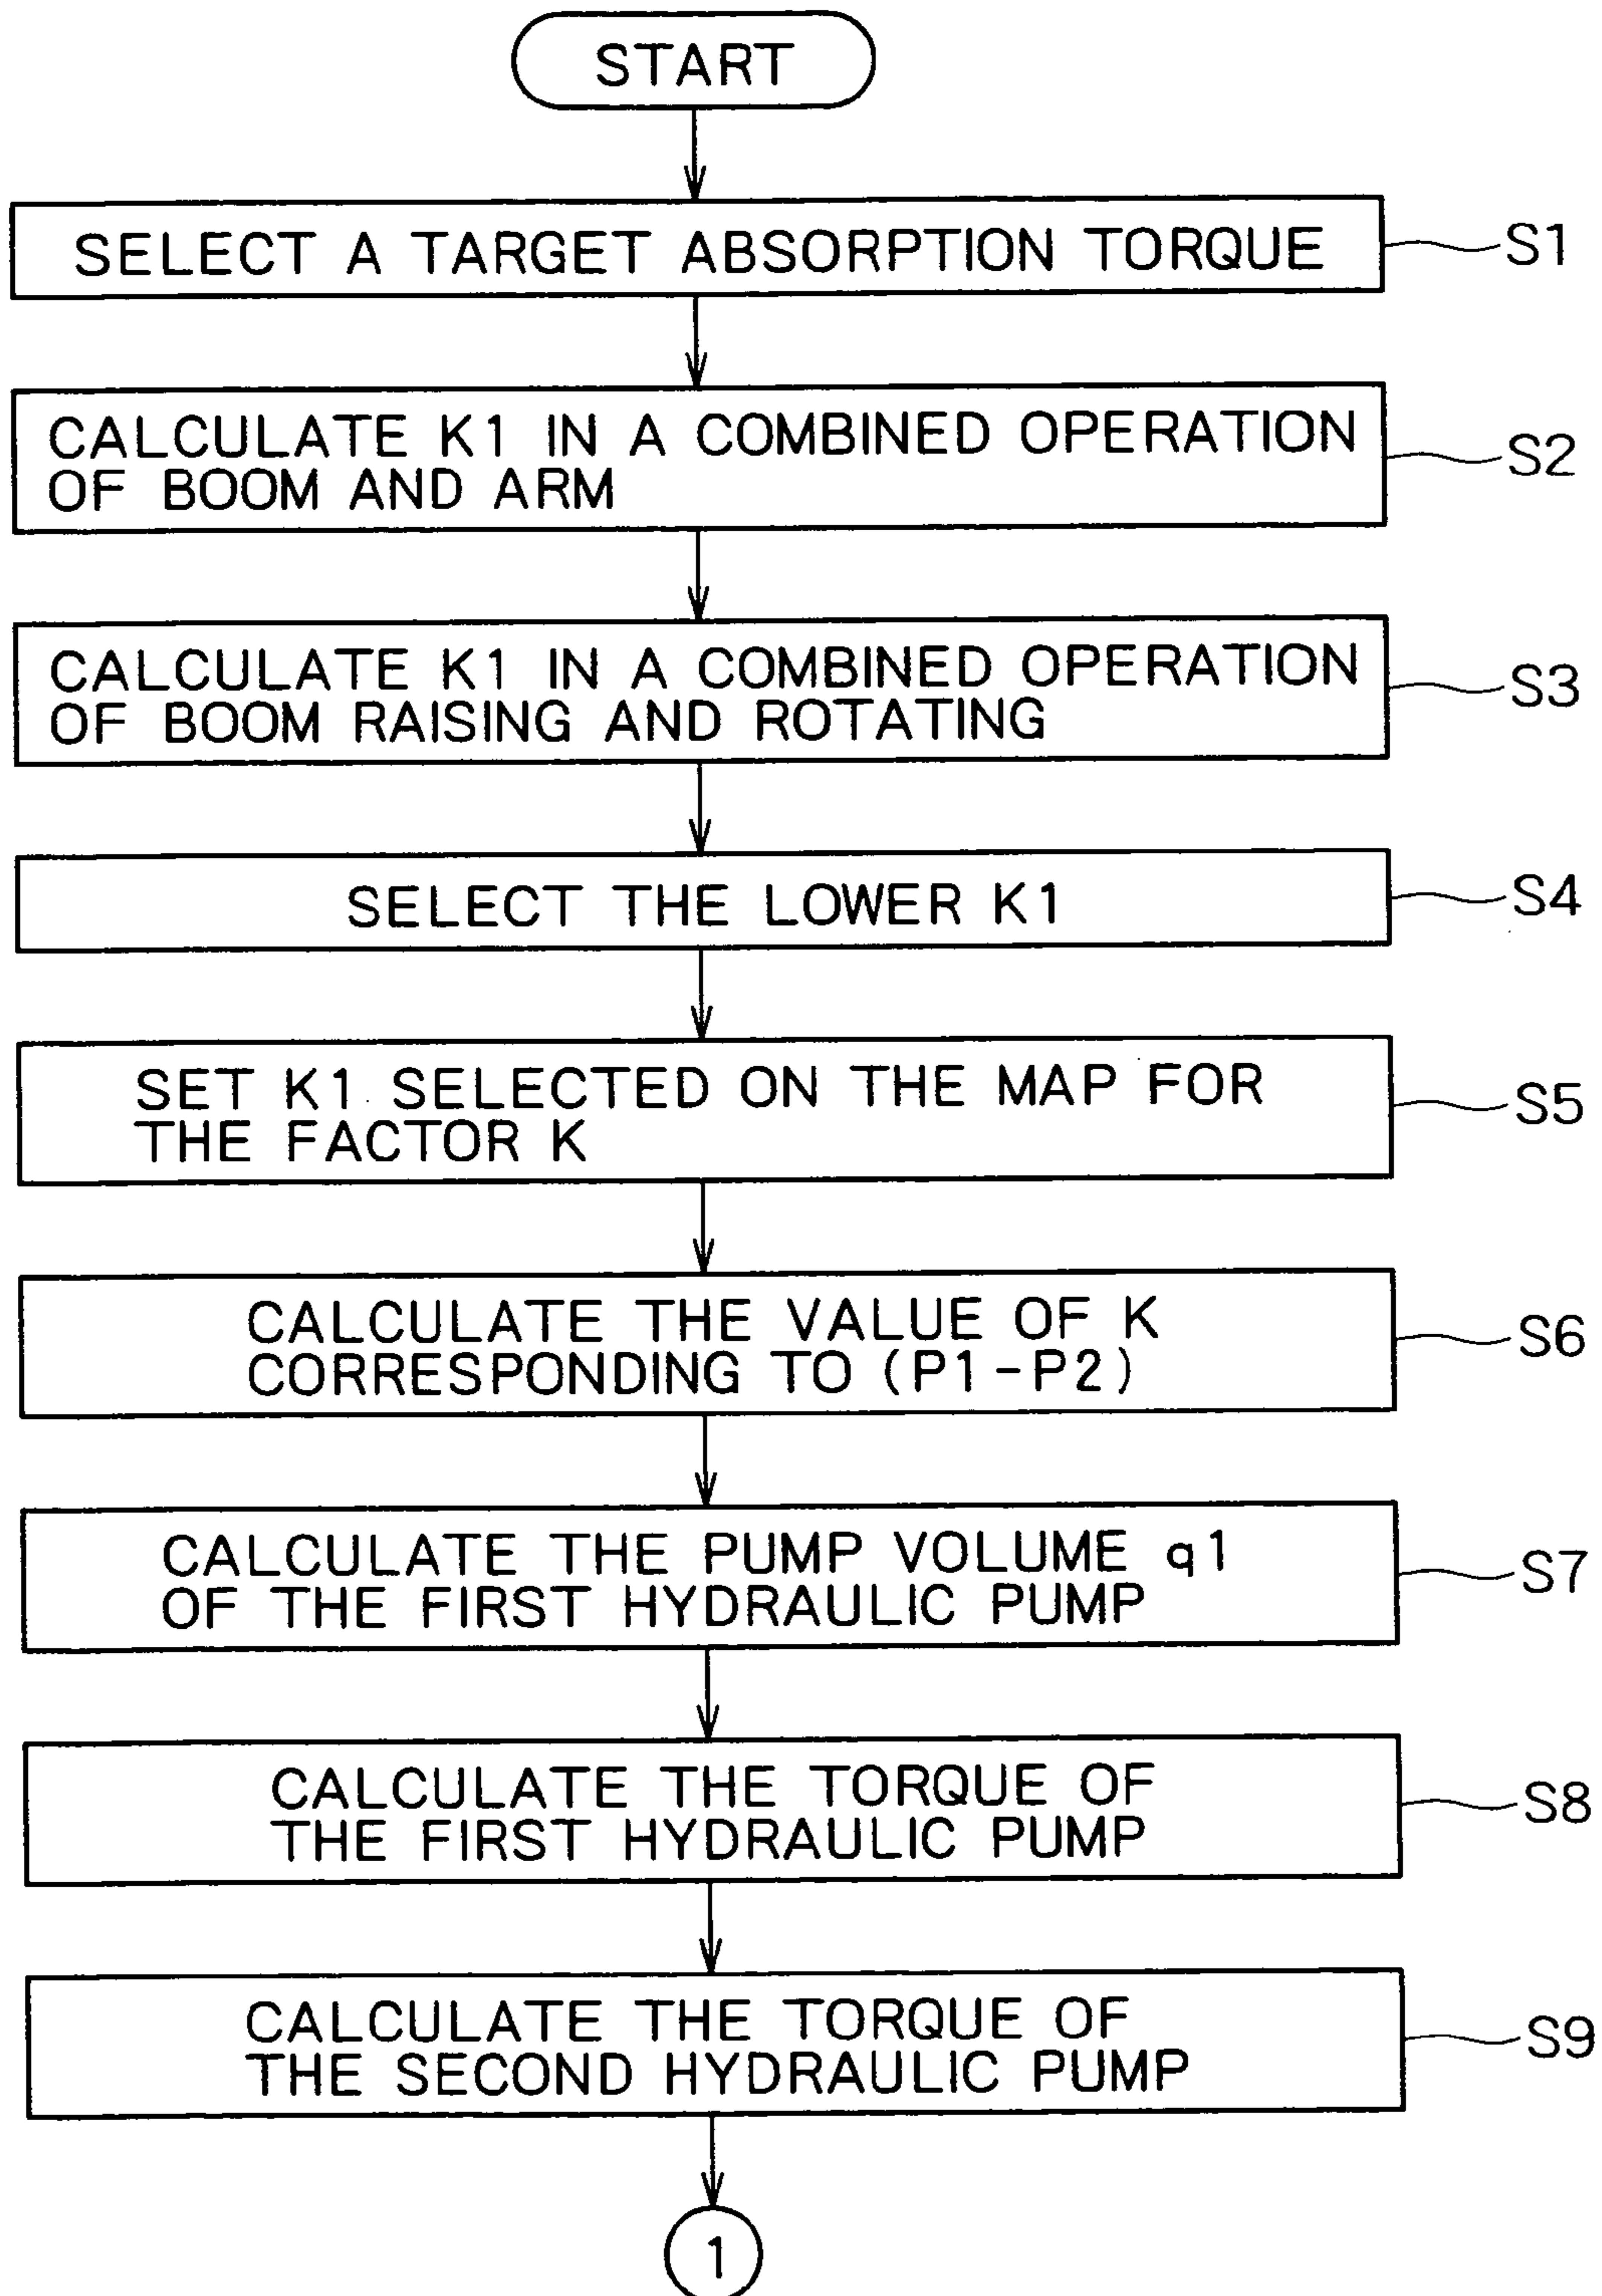 START
SELECT A TARGET ABSORPTION TORQUE
S1
CALCULATE K1 IN A COMBINED OPERATION
OF BOOM AND ARM
S2
CALCULATE K1 IN A COMBINED OPERATION
OF BOOM RAISING AND ROTATING
S3
SELECT THE LOWER K1
S4
SET K1 SELECTED ON THE MAP FOR
THE FACTOR K
S5
CALCULATE THE VALUE OF K
CORRESPONDING TO (P1-P2)
S6
CALCULATE THE PUMP VOLUME q1
OF THE FIRST HYDRAULIC PUMP
S7
CALCULATE THE TORQUE OF
THE FIRST HYDRAULIC PUMP
S8
CALCULATE THE TORQUE OF
THE SECOND HYDRAULIC PUMP
S9
1